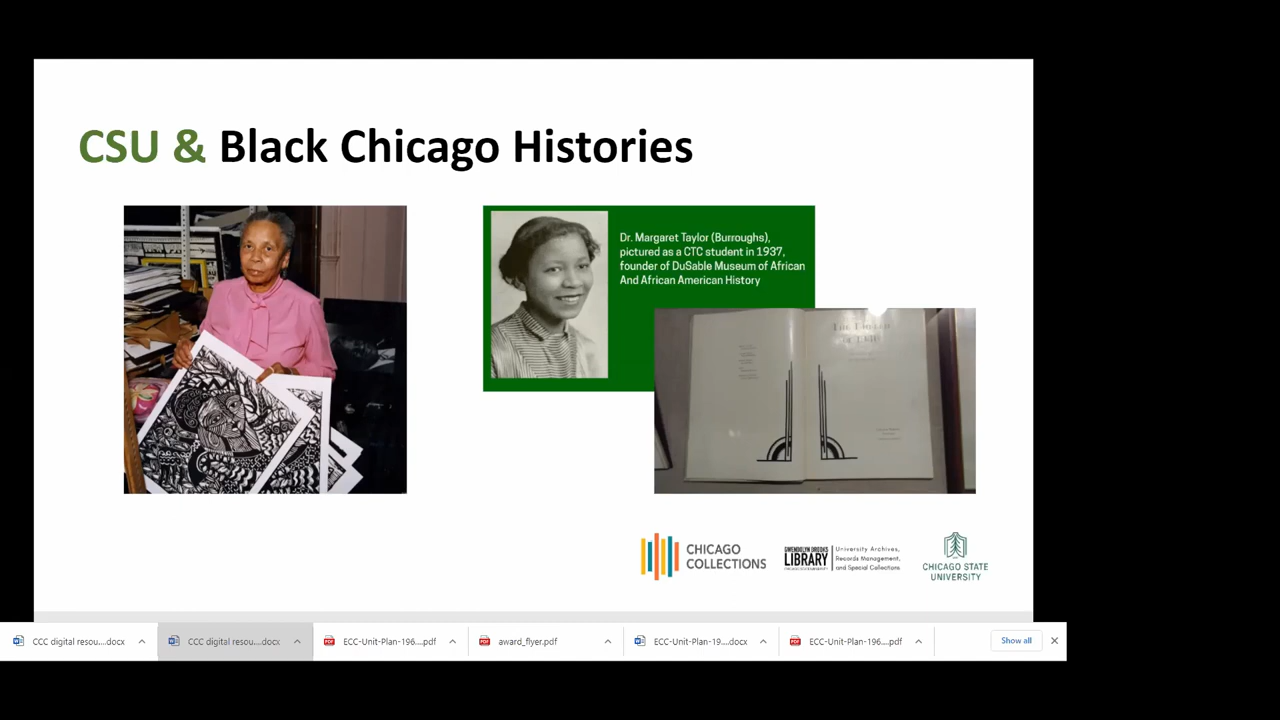 CSU & Black Chicago Histories
Dr. Margaret Taylor (Burroughs),
pictured as a CTC student in 1937,
founder of DuSable Museum of African
And African American History
CHICAGO
COLLECTIONS
GWENDOLYN BROOKS
LIBRARY
University Archives,
Records Management,
and Special Collections
CHICAGO STATE
UNIVERSITY
CCC digital resou....docx
CCC digital resou....docx
ECC-Unit-Plan-196....pdf
award_flyer.pdf
ECC-Unit-Plan-19....docx
ECC-Unit-Plan-196....pdf
Show all